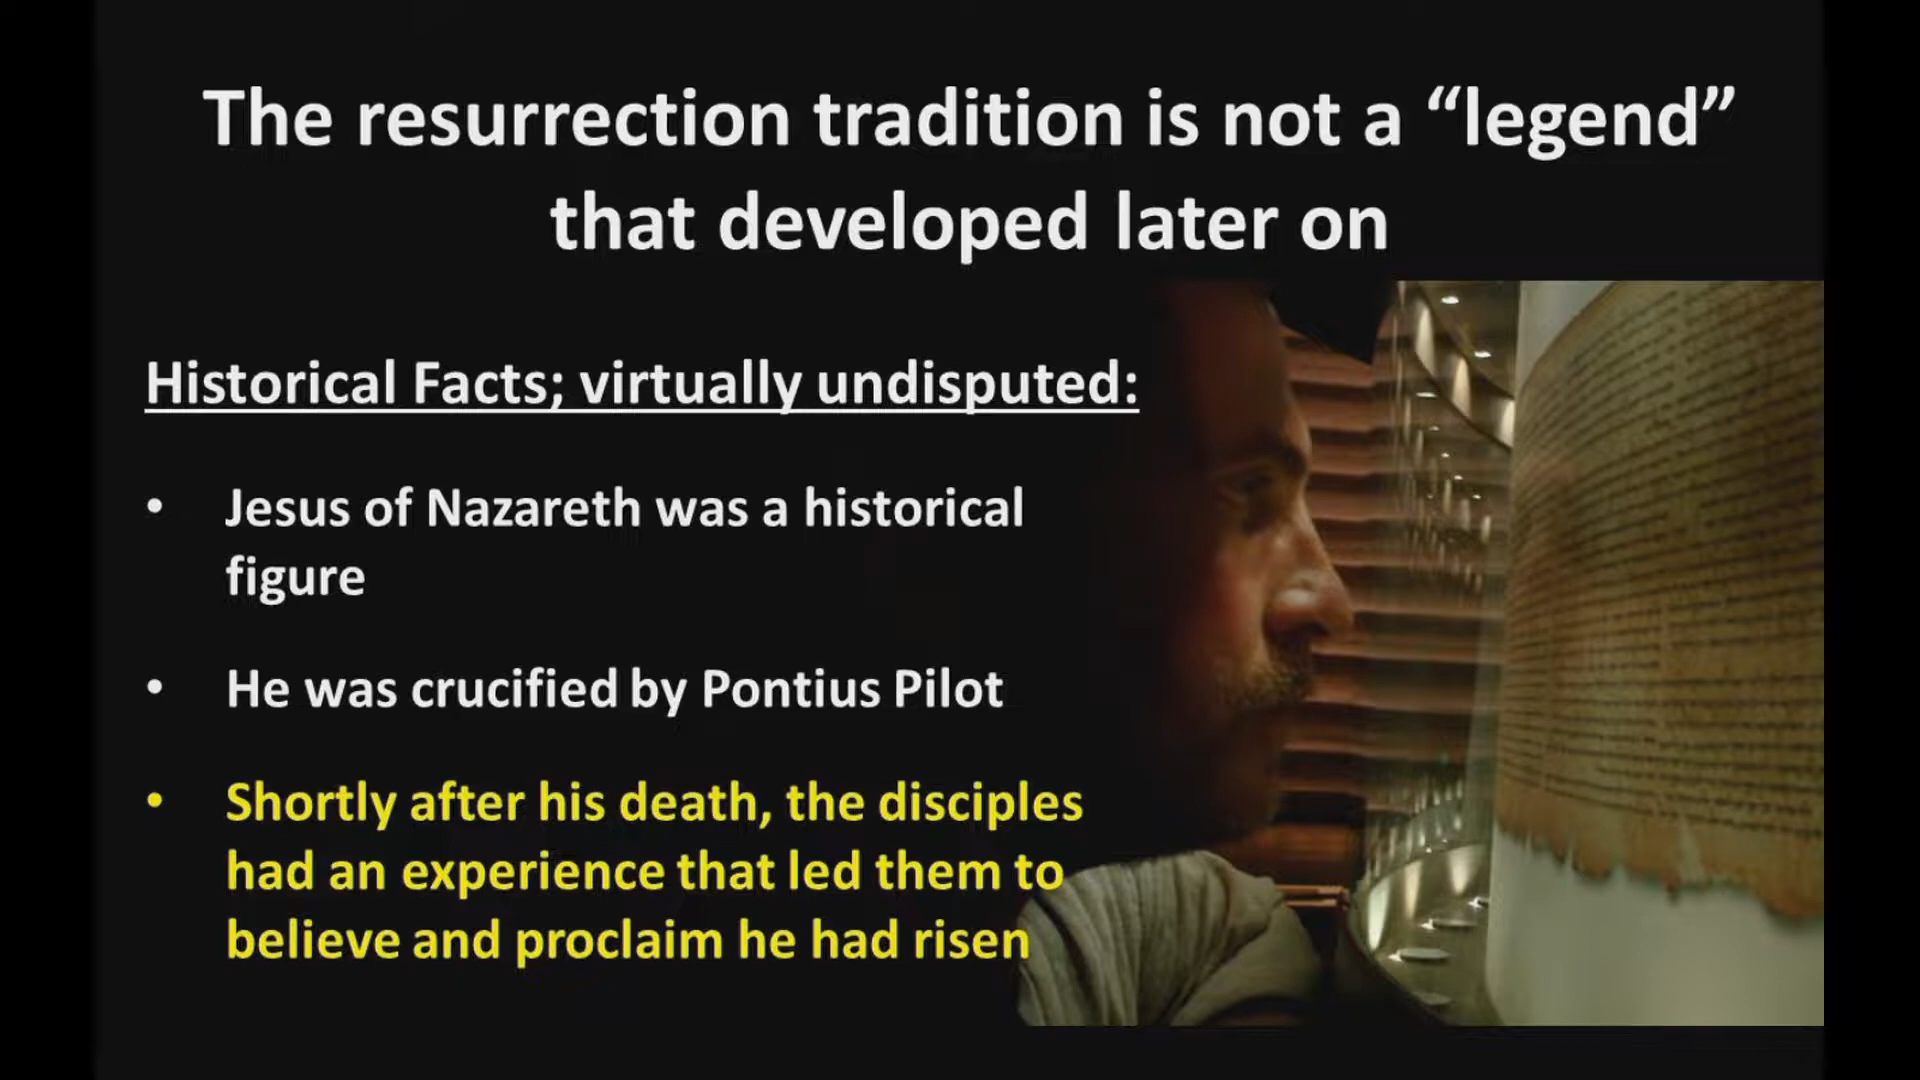 The resurrection tradition is not a “legend”
that developed later on
Historical Facts; virtually undisputed:
• Jesus of Nazareth was a historical
figure
• He was crucified by Pontius Pilot
• Shortly after his death, the disciples
had an experience that led them to
believe and proclaim he had risen